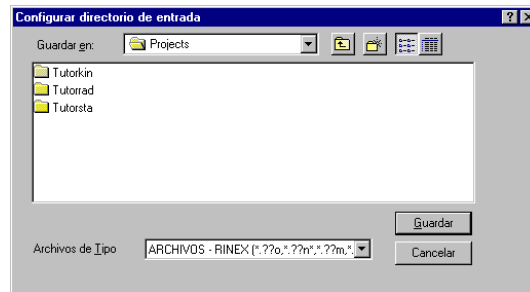 Configurar directorio de entrada
Guardar en: Projects
Tutorkin
Tutorrad
Tutorsta
Guardar
Archivos de Tipo ARCHIVOS - RINEX (*.??o,*.??n*,*.??m,*.
Cancelar